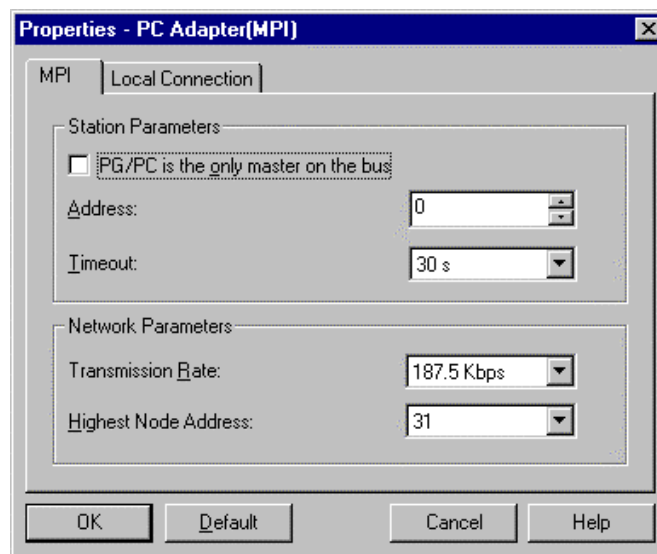 Properties - PC Adapter(MPI)
MPI
Local Connection
Station Parameters
PG/PC is the only master on the bus
Address:
0
Timeout:
30 s
Network Parameters
Transmission Rate:
187.5 Kbps
Highest Node Address:
31
OK
Default
Cancel
Help